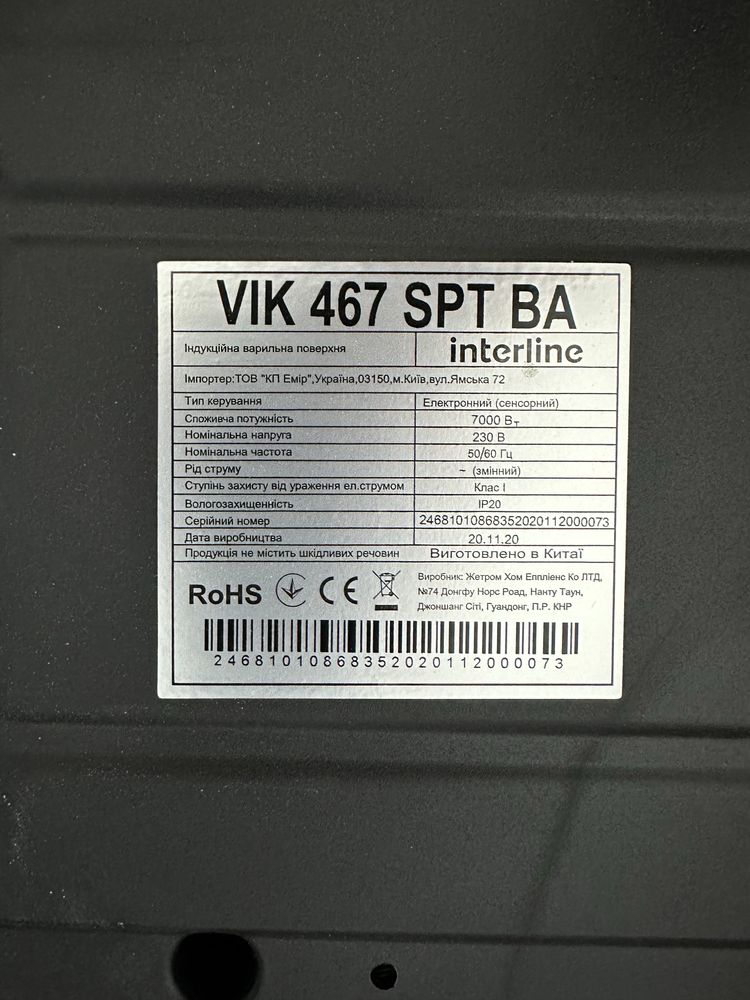 VIK 467 SPT BA
Індукційна варильна поверхня interline
Імпортер:ТОВ "КП Емір",Україна,03150,м.Київ,вул.Ямська 72
Тип керування Електронний (сенсорний)
Споживча потужність 7000 Вт
Номінальна напруга 230 В
Номінальна частота 50/60 Гц
Рід струму ~ (змінний)
Ступінь захисту від ураження ел.струмом Клас I
Вологозахищенність IP20
Серійний номер 24681010868352020112000073
Дата виробництва 20.11.20
Продукція не містить шкідливих речовин Виготовлено в Китаї
RoHS CE
Виробник: Жетром Хом Еппліенс Ко ЛТД,
№74 Донгфу Норс Роад, Нанту Таун,
Джоншанг Сіті, Гуандонг, П.Р. КНР
24681010868352020112000073